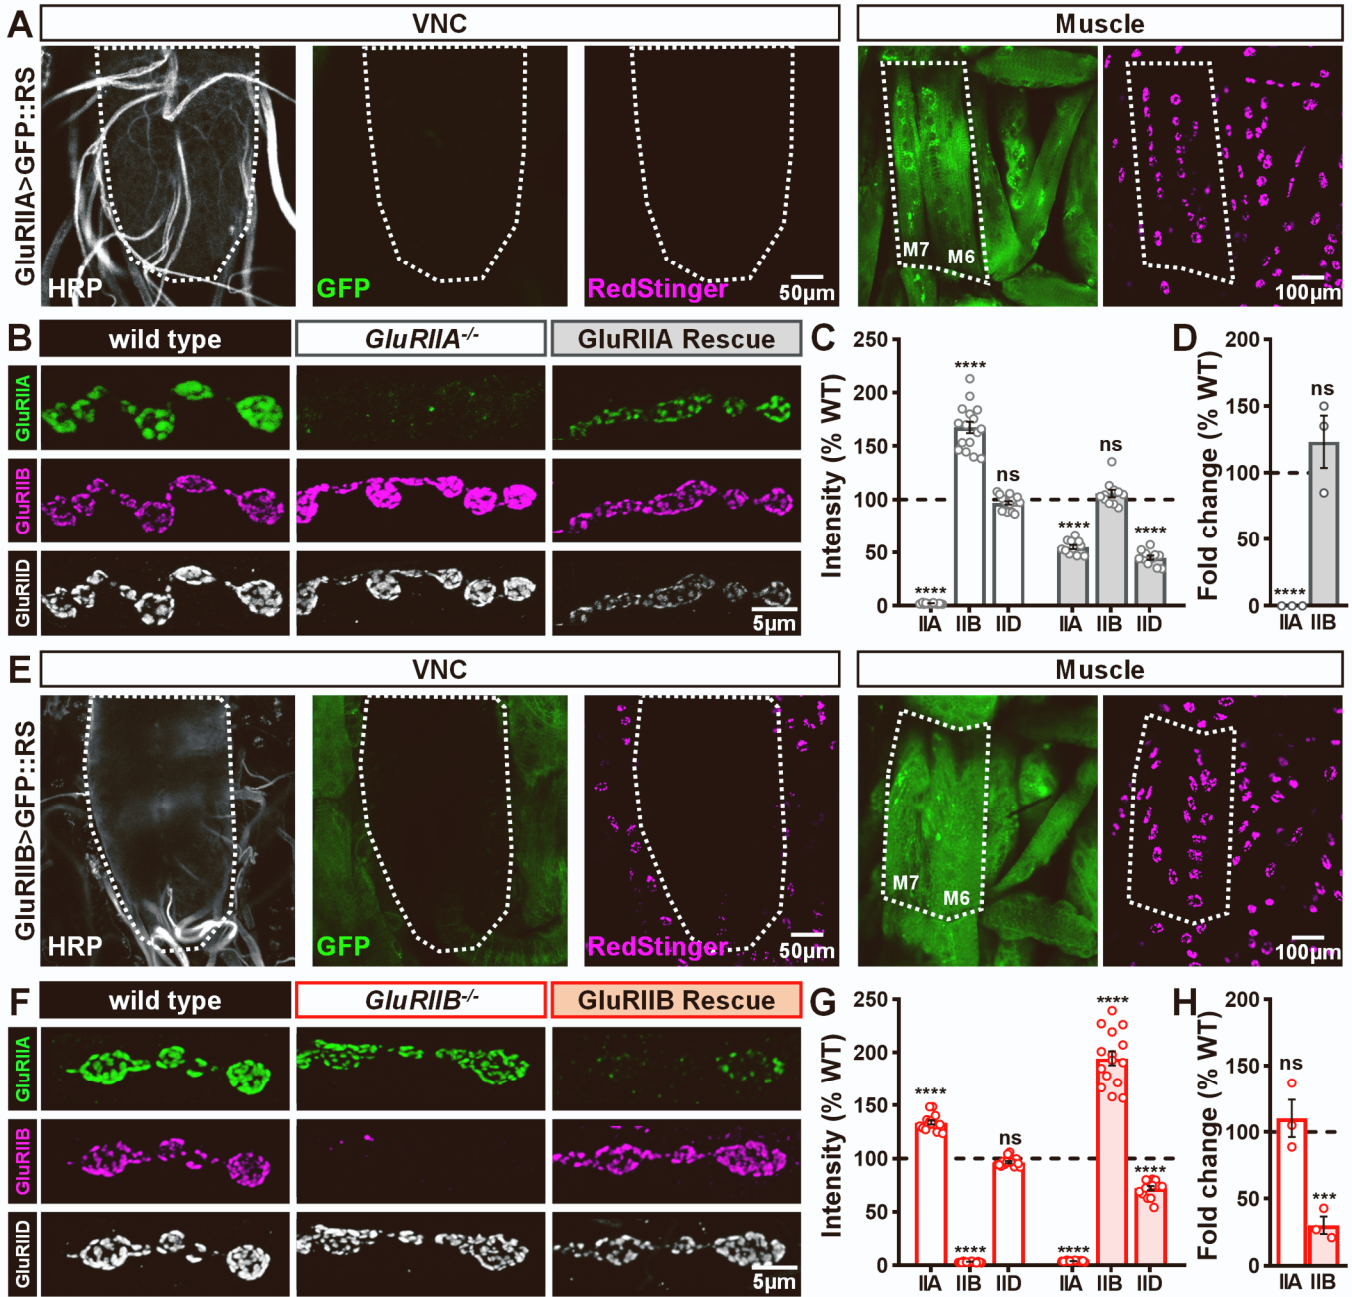 A
VNC
Muscle
GluRIIA>GFP::RS
HRP
GFP
RedStinger
50μm
M7
M6
100μm
B
wild type
GluRIIA-/-
GluRIIA Rescue
GluRIIA
GluRIIB
GluRIID
5μm
C
Intensity (% WT)
250
200
150
100
50
0
****
****
ns
****
ns
****
IIA
IIB
IID
IIA
IIB
IID
D
Fold change (% WT)
200
150
100
50
0
****
ns
IIA
IIB
E
VNC
Muscle
GluRIIB>GFP::RS
HRP
GFP
RedStinger
50μm
M7
M6
100μm
F
wild type
GluRIIB-/-
GluRIIB Rescue
GluRIIA
GluRIIB
GluRIID
5μm
G
Intensity (% WT)
250
200
150
100
50
0
****
****
ns
****
****
****
IIA
IIB
IID
IIA
IIB
IID
H
Fold change (% WT)
200
150
100
50
0
ns
***
IIA
IIB